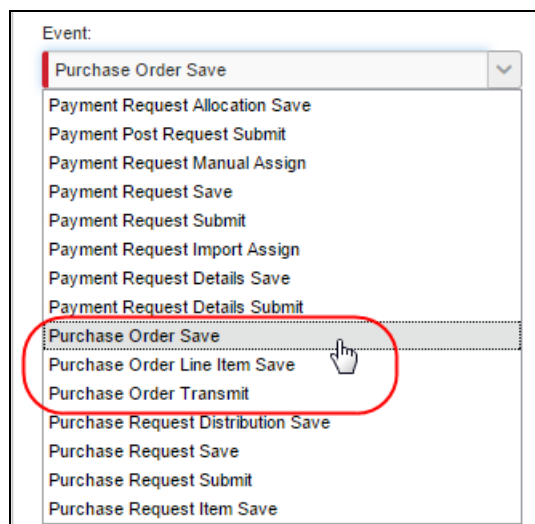 Event:
Purchase Order Save
Payment Request Allocation Save
Payment Post Request Submit
Payment Request Manual Assign
Payment Request Save
Payment Request Submit
Payment Request Import Assign
Payment Request Details Save
Payment Request Details Submit
Purchase Order Save
Purchase Order Line Item Save
Purchase Order Transmit
Purchase Request Distribution Save
Purchase Request Save
Purchase Request Submit
Purchase Request Item Save